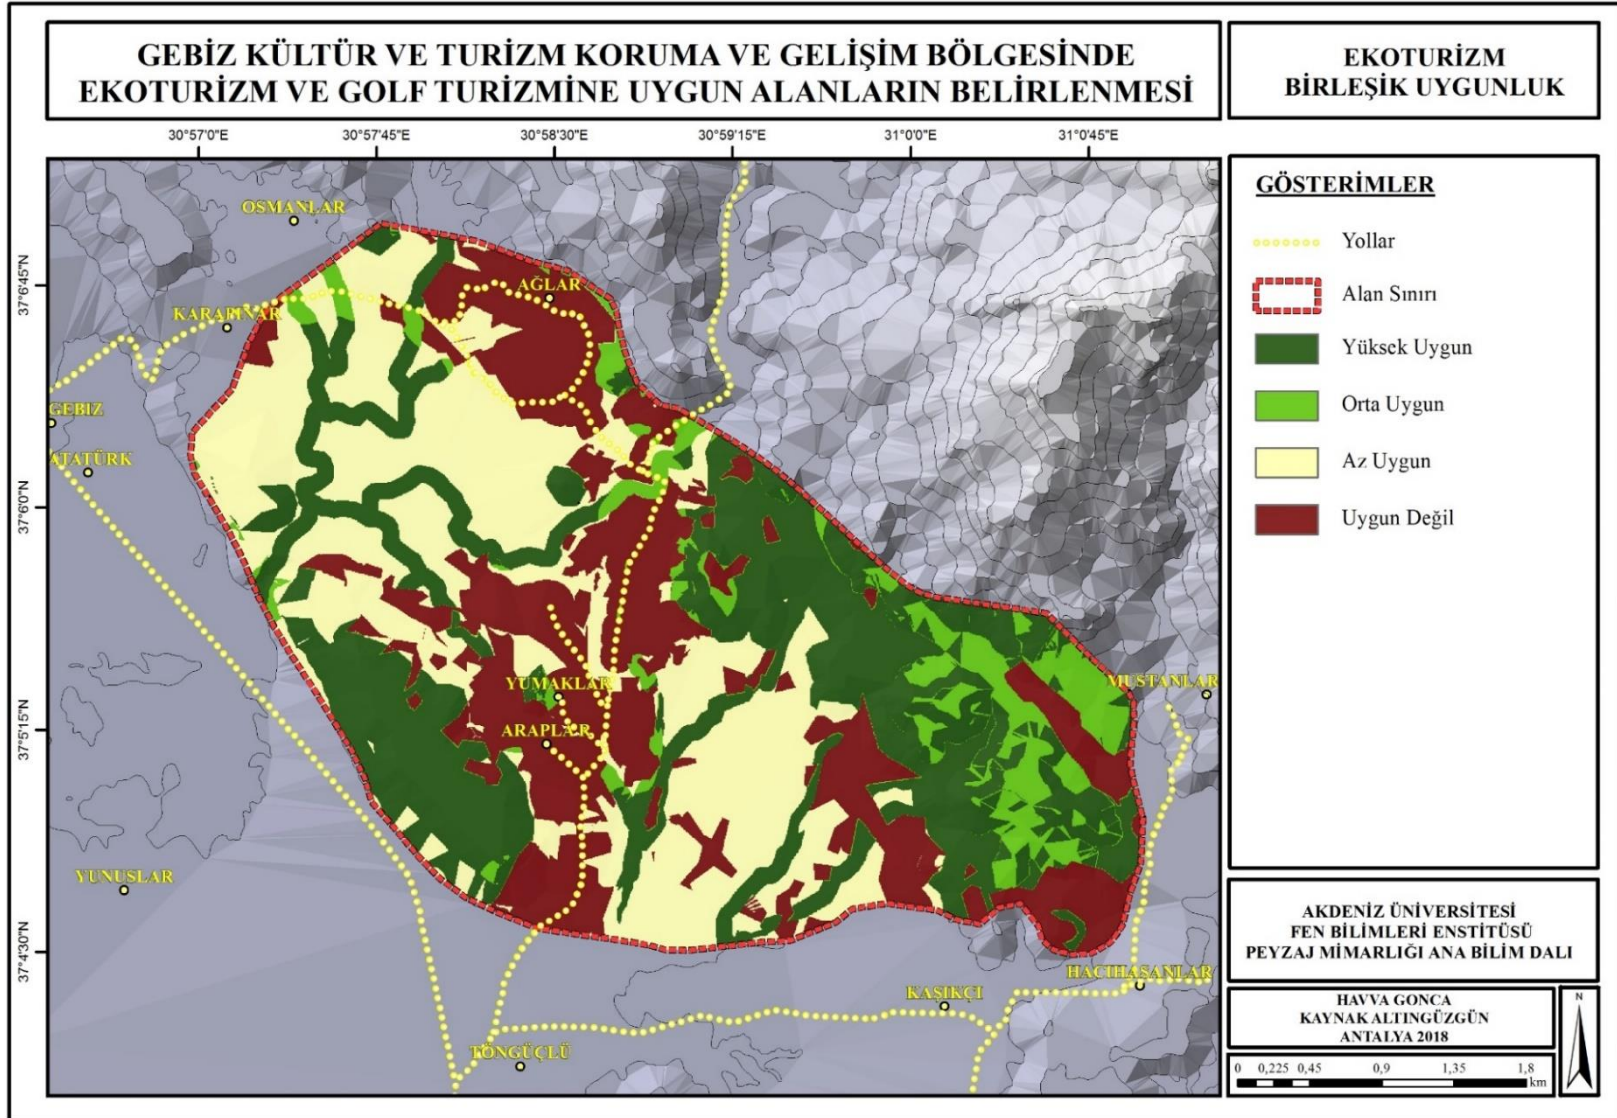 GEBİZ KÜLTÜR VE TURİZM KORUMA VE GELİŞİM BÖLGESİNDE
EKOTURİZM VE GOLF TURİZMİNE UYGUN ALANLARIN BELİRLENMESİ
EKOTURİZM
BİRLEŞİK UYGUNLUK
30°57'0"E
30°57'45"E
30°58'30"E
30°59'15"E
31°0'0"E
31°0'45"E
37°6'45"N
37°6'0"N
37°5'15"N
37°4'30"N
OSMANLAR
AĞLAR
KARAPINAR
GEBİZ
ATATÜRK
YUMAKLAR
MUSTANLAR
ARAPLAR
YUNUSLAR
HACIHASANLAR
KAŞIKÇI
TÖNGÜÇLÜ
GÖSTERİMLER
Yollar
Alan Sınırı
Yüksek Uygun
Orta Uygun
Az Uygun
Uygun Değil
AKDENİZ ÜNİVERSİTESİ
FEN BİLİMLERİ ENSTİTÜSÜ
PEYZAJ MİMARLIĞI ANA BİLİM DALI
HAVVA GONCA
KAYNAK ALTINGÜZGÜN
ANTALYA 2018
N
0 0,225 0,45 0,9 1,35 1,8
km